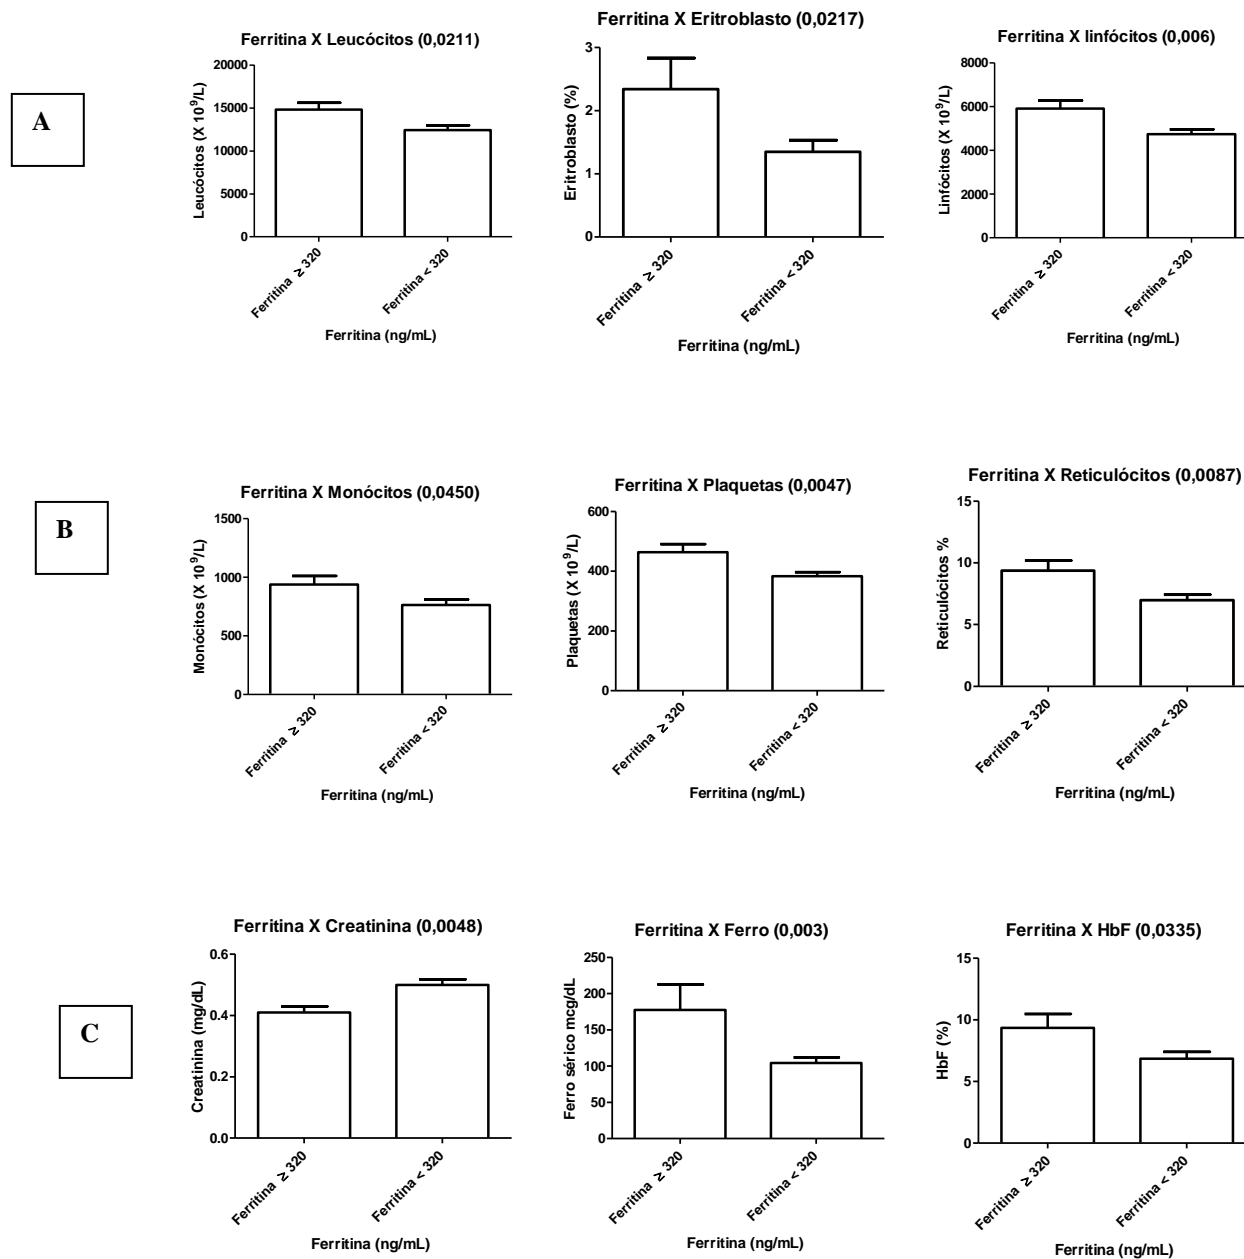 A
Ferritina X Leucócitos (0,0211)
Leucócitos (X 10⁹/L)
20000
15000
10000
5000
0
Ferritina ≥ 320
Ferritina < 320
Ferritina (ng/mL)
Ferritina X Eritroblasto (0,0217)
Eritroblasto (%)
3
2
1
0
Ferritina ≥ 320
Ferritina < 320
Ferritina (ng/mL)
Ferritina X linfócitos (0,006)
Linfócitos (X 10⁹/L)
8000
6000
4000
2000
0
Ferritina ≥ 320
Ferritina < 320
Ferritina (ng/mL)
B
Ferritina X Monócitos (0,0450)
Monócitos (X 10⁹/L)
1500
1000
500
0
Ferritina ≥ 320
Ferritina < 320
Ferritina (ng/mL)
Ferritina X Plaquetas (0,0047)
Plaquetas (X 10⁹/L)
600
400
200
0
Ferritina ≥ 320
Ferritina < 320
Ferritina (ng/mL)
Ferritina X Reticulócitos (0,0087)
Reticulócitos %
15
10
5
0
Ferritina ≥ 320
Ferritina < 320
Ferritina (ng/mL)
C
Ferritina X Creatinina (0,0048)
Creatinina (mg/dL)
0.6
0.4
0.2
0.0
Ferritina ≥ 320
Ferritina < 320
Ferritina (ng/mL)
Ferritina X Ferro (0,003)
Ferro sérico mcg/dL
250
200
150
100
50
0
Ferritina ≥ 320
Ferritina < 320
Ferritina (ng/mL)
Ferritina X HbF (0,0335)
HbF (%)
15
10
5
0
Ferritina ≥ 320
Ferritina < 320
Ferritina (ng/mL)